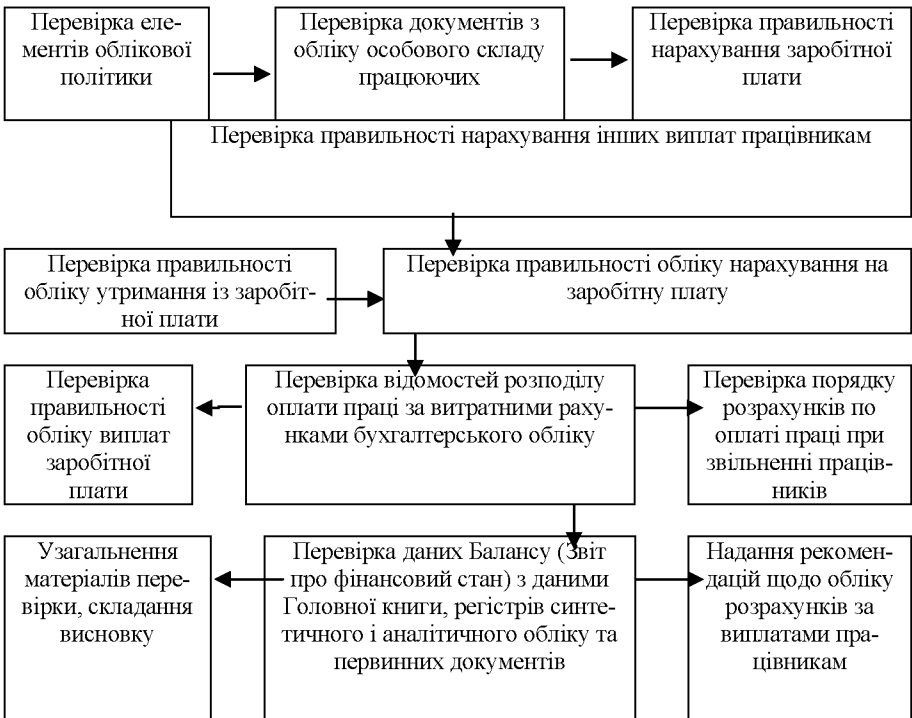 Перевірка еле-
ментів облікової
політики
Перевірка документів з
обліку особового складу
працюючих
Перевірка правильності
нарахування заробітної
плати
Перевірка правильності нарахування інших виплат працівникам
Перевірка правильності
обліку утримання із заробіт-
ної плати
Перевірка правильності обліку нарахування на
заробітну плату
Перевірка
правильності
обліку виплат
заробітної
плати
Перевірка відомостей розподілу
оплати праці за витратними раху-
нками бухгалтерського обліку
Перевірка порядку
розрахунків по
оплаті праці при
звільненні праців-
ників
Узагальнення
матеріалів пере-
вірки, складання
висновку
Перевірка даних Балансу (Звіт
про фінансовий стан) з даними
Головної книги, регістрів синте-
тичного і аналітичного обліку та
первинних документів
Надання рекомен-
дацій щодо обліку
розрахунків за
виплатами пра-
цівникам